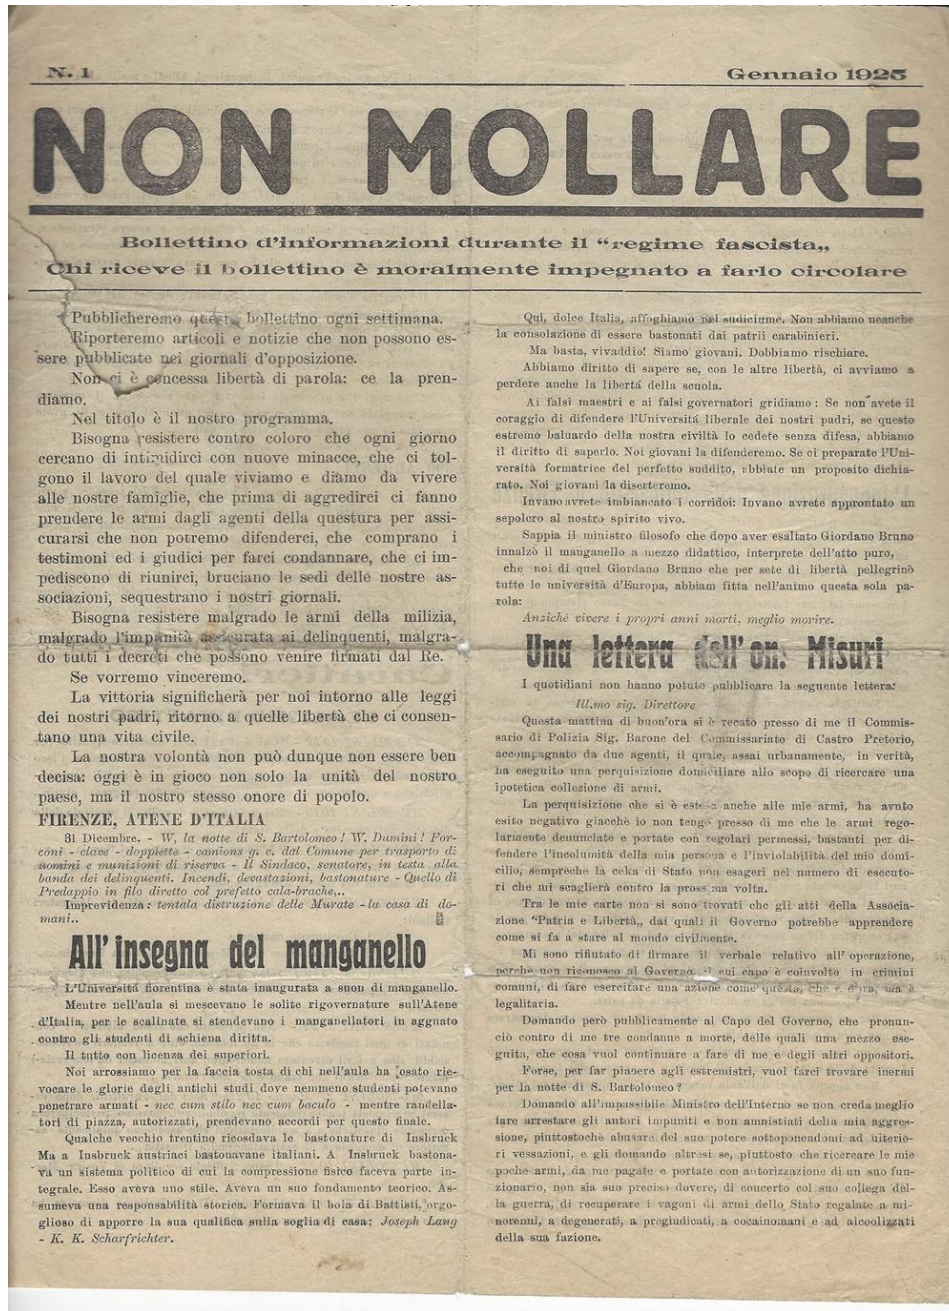 N. 1
Gennaio 1925
NON MOLLARE
Bollettino d'informazioni durante il “regime fascista„
Chi riceve il bollettino è moralmente impegnato a farlo circolare
Pubblicheremo questo bollettino ogni settimana.
Riporteremo articoli e notizie che non possono es-
sere pubblicate nei giornali d'opposizione.
Non ci è concessa libertà di parola: ce la pren-
diamo.
Nel titolo è il nostro programma.
Bisogna resistere contro coloro che ogni giorno
cercano di intimidirci con nuove minacce, che ci tol-
gono il lavoro del quale viviamo e diamo da vivere
alle nostre famiglie, che prima di aggredirci ci fanno
prendere le armi dagli agenti della questura per assi-
curarsi che non potremo difenderci, che comprano i
testimoni ed i giudici per farci condannare, che ci im-
pediscono di riunirci, bruciano le sedi delle nostre as-
sociazioni, sequestrano i nostri giornali.
Bisogna resistere malgrado le armi della milizia,
malgrado l'impunità assicurata ai delinquenti, malgra-
do tutti i decreti che possono venire firmati dal Re.
Se vorremo vinceremo.
La vittoria significherà per noi intorno alle leggi
dei nostri padri, ritorno a quelle libertà che ci consen-
tano una vita civile.
La nostra volontà non può dunque non essere ben
decisa: oggi è in gioco non solo la unità del nostro
paese, ma il nostro stesso onore di popolo.
FIRENZE, ATENE D'ITALIA
31 Dicembre. - W, la notte di S. Bartolomeo! W. Dumini! For-
coni - clave - doppiette - camions q. c. dal Comune per trasporto di
uomini e munizioni di riserva - Il Sindaco, senatore, in testa alla
banda dei delinquenti. Incendi, devastazioni, bastonature - Quello di
Predappio in filo diretto col prefetto cala-brache,..
Imprevidenza: tentala distruzione delle Murate - la casa di do-
mani..
All'insegna del manganello
L'Universitá fiorentina è stata inaugurata a suon di manganello.
Mentre nell'aula si mescevano le solite rigovernature sull'Atene
d'Italia, per le scalinate si stendevano i manganellatori in agguato
contro gli studenti di schiena diritta.
Il tutto con licenza dei superiori.
Noi arrossiamo per la faccia tosta di chi nell'aula ha osato rie-
vocare le glorie degli antichi studi dove nemmeno studenti potevano
penetrare armati - nec cum stilo nec cum baculo - mentre randella-
tori di piazza, autorizzati, prendevano accordi per questo finale.
Qualche vecchio trentino ricosdava le bastonature di Insbruck
Ma a Insbruck austriaci bastonavane italiani. A Insbruck bastona-
va un sistema politico di cui la compressione fisico faceva parte in-
tegrale. Esso aveva uno stile. Aveva un suo fondamento teorico. As-
sumeva una responsabilità storica. Formava il boia di Battisti, orgo-
glioso di apporre la sua qualifica sulla soglia di casa: Joseph Lang
- K. K. Scharfrichter.
Qui, dolce Italia, affoghiamo nel sudiciume. Non abbiamo neanche
la consolazione di essere bastonati dai patrii carabinieri.
Ma basta, vivaddio! Siamo giovani. Dobbiamo rischiare.
Abbiamo diritto di sapere se, con le altre libertà, ci avviamo a
perdere anche la libertá della scuola.
Ai falsi maestri e ai falsi governatori gridiamo: Se non avete il
coraggio di difendere l'Universitá liberale dei nostri padri, se questo
estremo baluardo della nostra civiltà lo cedete senza difesa, abbiamo
il diritto di saperlo. Noi giovani la difenderemo. Se ci preparate l'Uni-
versità formatrice del perfetto suddito, abbiate un proposito dichia-
rato. Noi giovani la diserteremo.
Invano avrete imbiancato i corridoi: Invano avrete approntato un
sepolcro al nostro spirito vivo.
Sappia il ministro filosofo che dopo aver esaltato Giordano Bruno
innalzò il manganello a mezzo didattico, interprete dell'atto puro,
che noi di quel Giordano Bruno che per sete di libertá pellegrinò
tutte le università d'Europa, abbiam fitta nell'animo questa sola pa-
rola:
Anziché vivere i propri anni morti, meglio morire.
Una lettera dell'on. Misuri
I quotidiani non hanno potuto pubblicare la seguente lettera:
Ill.mo sig. Direttore
Questa mattina di buon'ora si è recato presso di me il Commis-
sario di Polizia Sig. Barone del Commissariato di Castro Pretorio,
accompagnato da due agenti, il quale, assai urbanamente, in verità,
ha eseguito una perquisizione domiciliare allo scopo di ricercare una
ipotetica collezione di armi.
La perquisizione che si è estesa anche alle mie armi, ha avuto
esito negativo giacchè io non tengo presso di me che le armi rego-
larmente denunciate e portate con regolari permessi, bastanti per di-
fendere l'incolumità della mia persona e l'inviolabilità del mio domi-
cilio, sempreche la ceka di Stato non esageri nel numero di esecuto-
ri che mi scaglierà contro la prossima volta.
Tra le mie carte non si sono trovati che gli atti della Associa-
zione “Patria e Libertà„ dai quali il Governo potrebbe apprendere
come si fa a stare al mondo civilmente.
Mi sono rifiutato di firmare il verbale relativo all'operazione,
perchè non riconosco al Governo, il cui capo è coinvolto in crimini
comuni, di fare esercitare una azione come questa, che è ma è
legalitaria.
Domando però pubblicamente al Capo del Governo, che pronun-
ciò contro di me tre condanne a morte, delle quali una mezzo ese-
guita, che cosa vuol continuare a fare di me e degli altri oppositori.
Forse, per far piacere agli estremistri, vuol farci trovare inermi
per la notte di S. Bartolomeo?
Domando all'impassibile Ministro dell'Interno se non creda meglio
fare arrestare gli autori impuniti e non amnistiati della mia aggres-
sione, piuttostochè abusare del suo potere sottoponendomi ad ulterio-
ri vessazioni, e gli domando altresì se, piuttosto che ricercare le mie
poche armi, da me pagate e portate con autorizzazione di un suo fun-
zionario, non sia suo preciso dovere, di concerto col suo collega del-
la guerra, di recuperare i vagoni di armi dello Stato regalate a mi-
norenni, a degenerati, a pregiudicati, a cocainomani e ad alcoolizzati
della sua fazione.